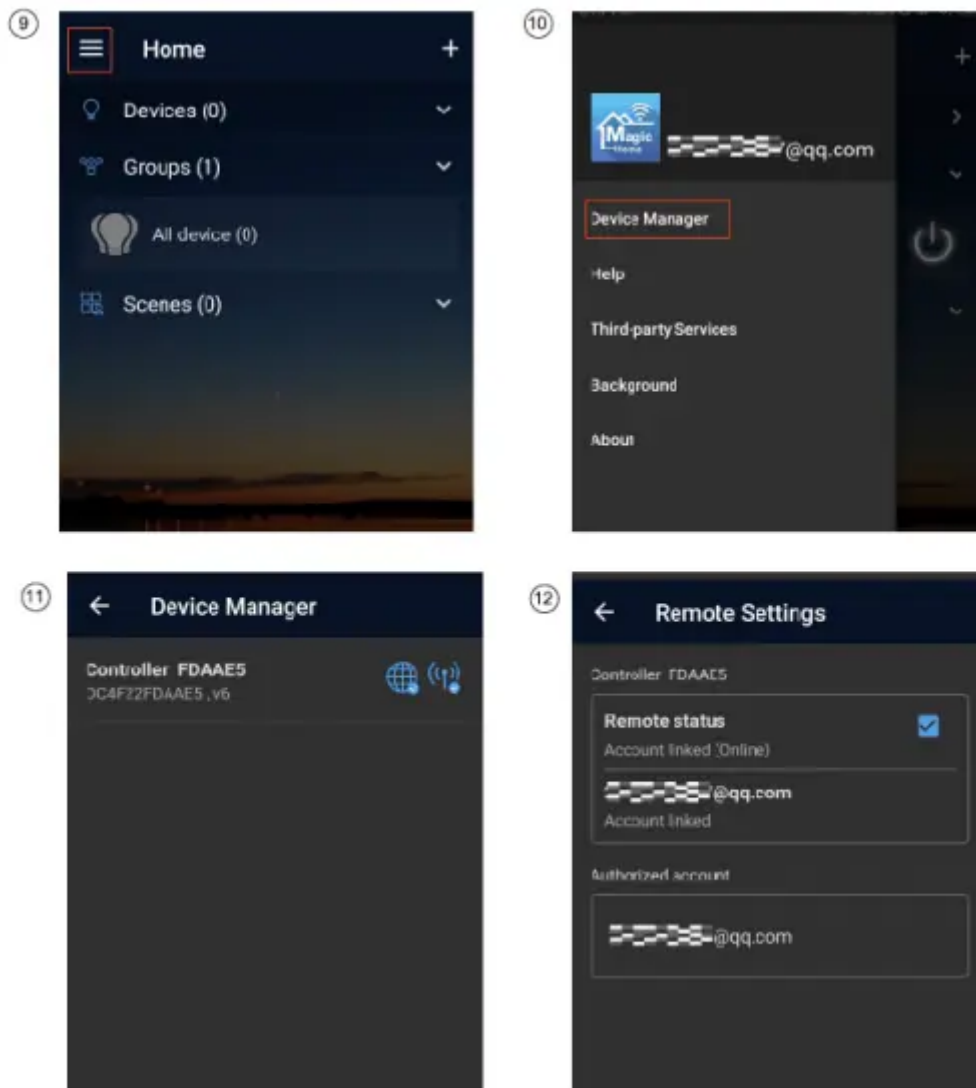 ⑨
Home +
Devices (0)
Groups (1)
All device (0)
Scenes (0)
⑩
Magic
Home
@qq.com
Device Manager
Help
Third-party Services
Background
About
⑪
Device Manager
Controller FDAAE5
DC4F22FDAAE5 , v6
⑫
Remote Settings
Controller FDAAE5
Remote status
Account linked (Online)
@qq.com
Account linked
Authorized account
@qq.com